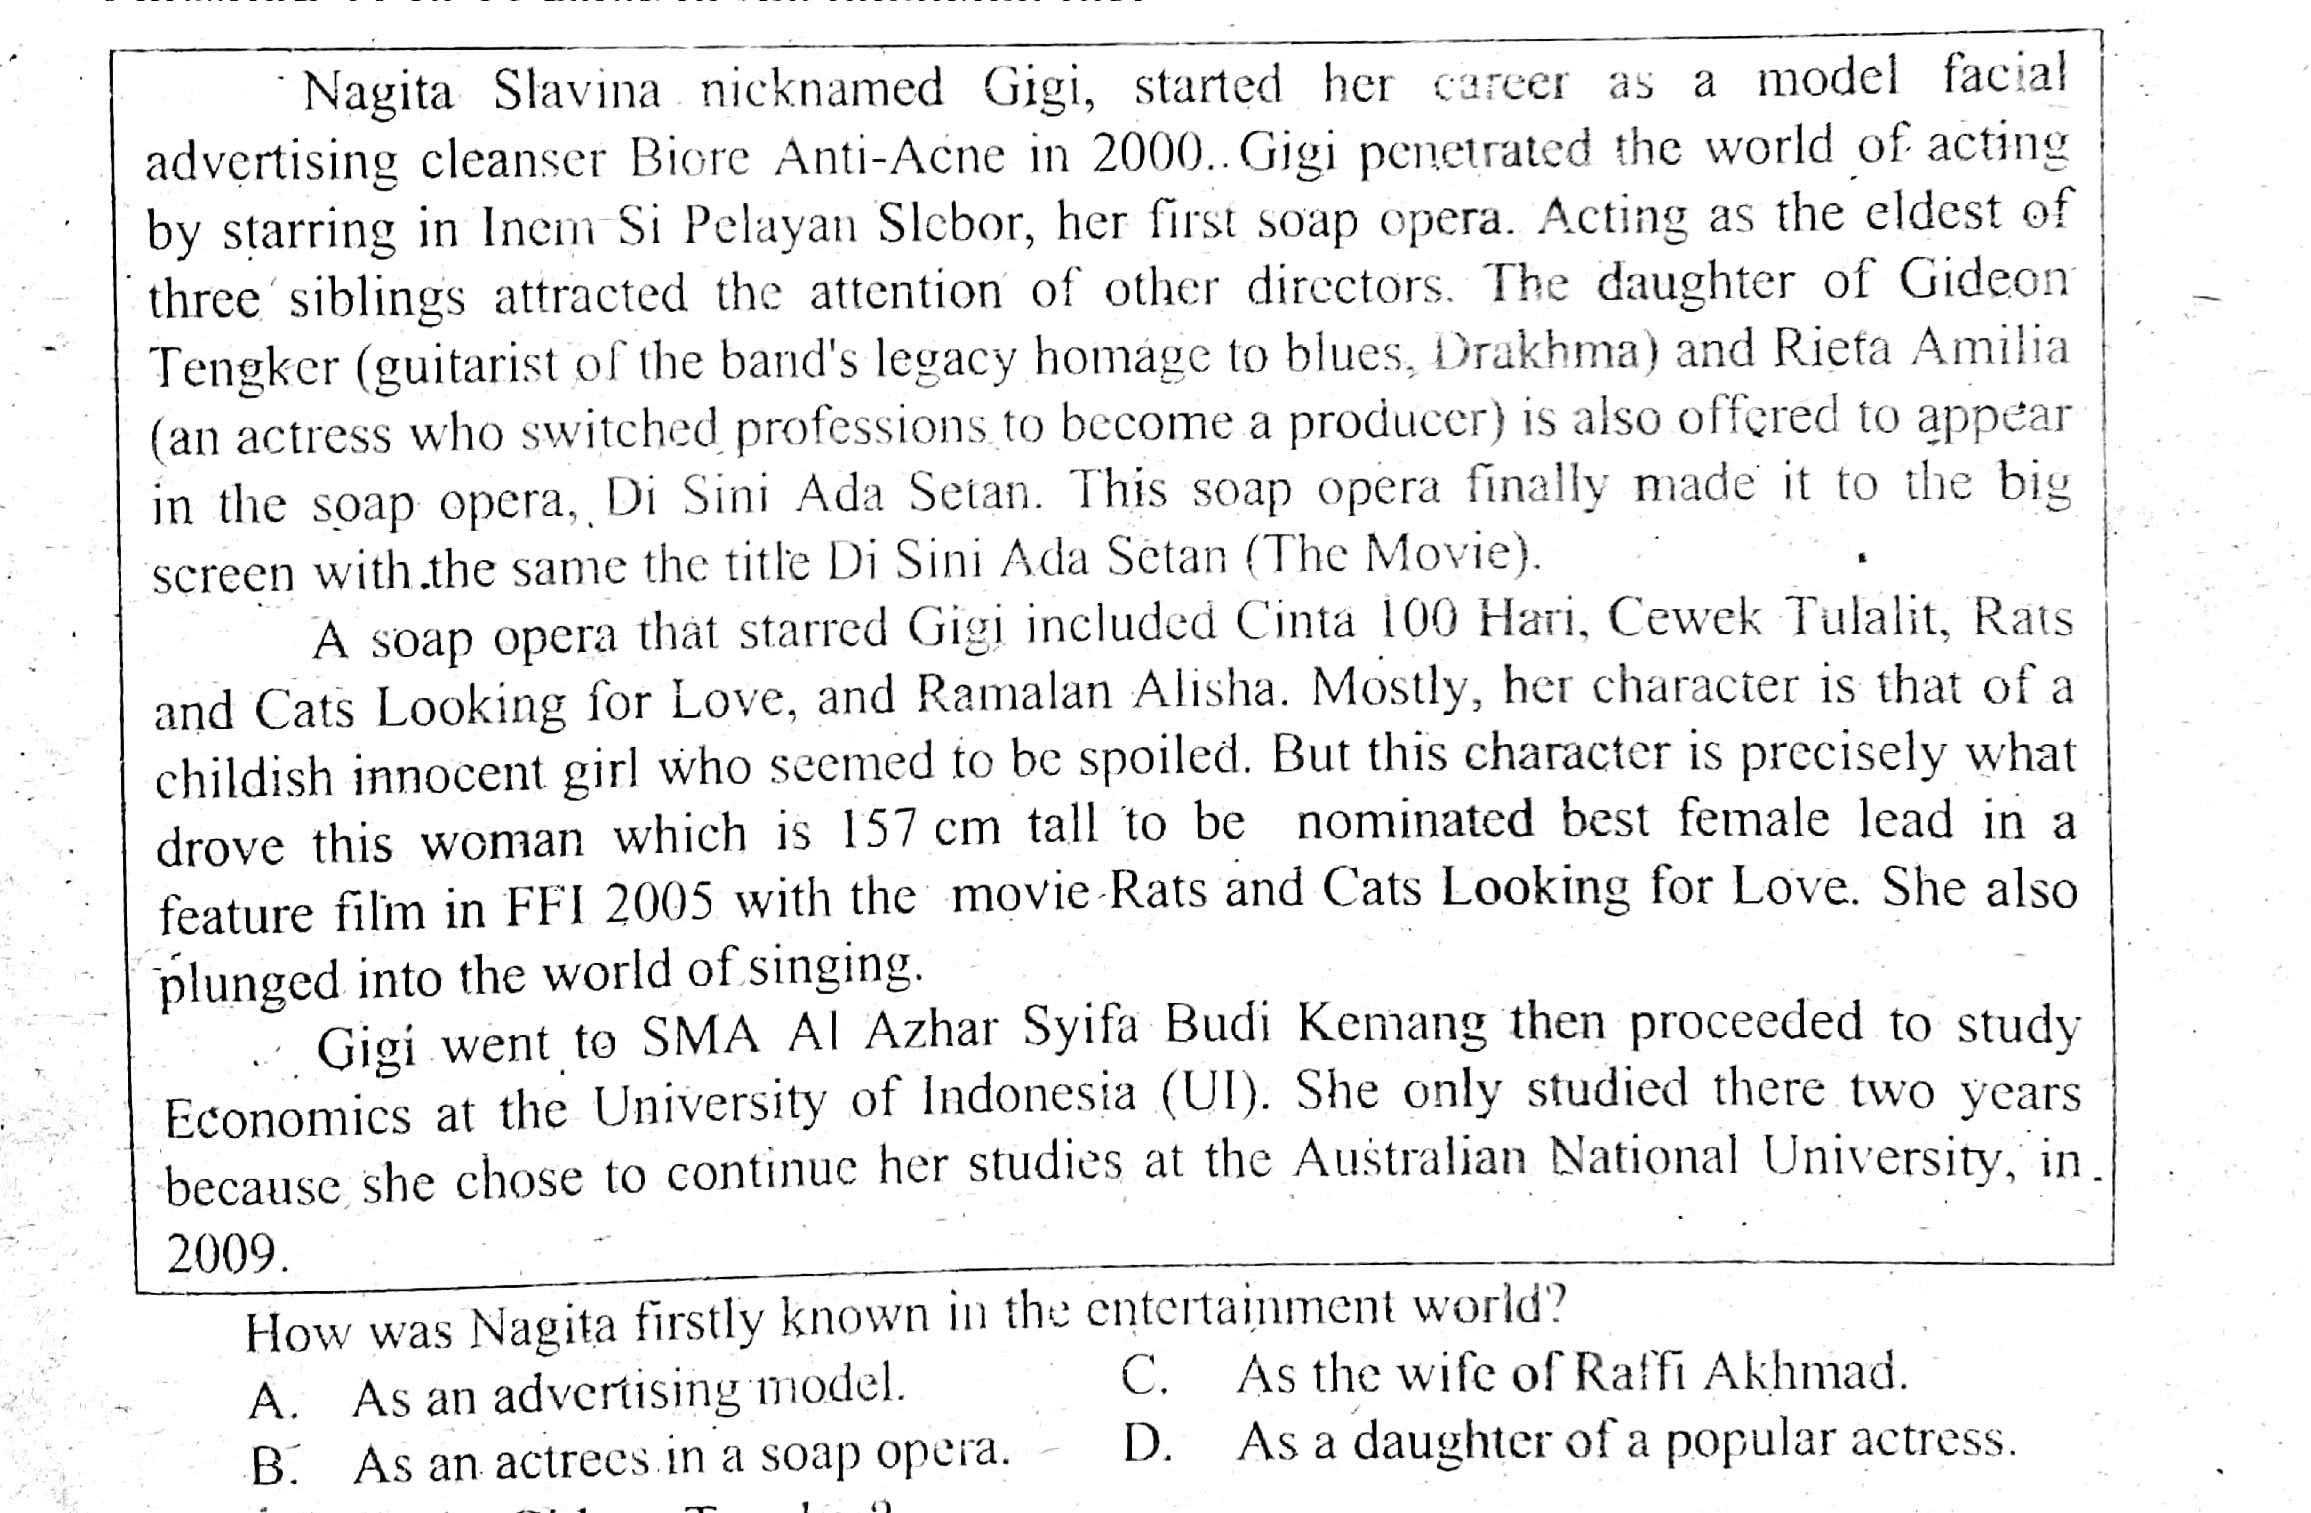 Nagita Slavina nicknamed Gigi, started her career as a model facial
advertising cleanser Biore Anti-Acne in 2000.. Gigi penetrated the world of acting
by starring in Inem Si Pelayan Slebor, her first soap opera. Acting as the eldest of
three siblings attracted the attention of other directors. The daughter of Gideon
Tengker (guitarist of the band's legacy homage to blues, Drakhma) and Rieta Amilia
(an actress who switched professions to become a producer) is also offered to appear
in the soap opera, Di Sini Ada Setan. This soap opera finally made it to the big
screen with the same the title Di Sini Ada Setan (The Movie).
A soap opera that starred Gigi included Cinta 100 Hari, Cewek Tulalit, Rats
and Cats Looking for Love, and Ramalan Alisha. Mostly, her character is that of a
childish innocent girl who seemed to be spoiled. But this character is precisely what
drove this woman which is 157 cm tall to be nominated best female lead in a
feature film in FFI 2005 with the movie Rats and Cats Looking for Love. She also
plunged into the world of singing.
Gigi went to SMA Al Azhar Syifa Budi Kemang then proceeded to study
Economics at the University of Indonesia (UI). She only studied there two years
because she chose to continue her studies at the Australian National University, in
2009.
How was Nagita firstly known in the entertainment world?
A. As an advertising model.
B. As an actrees in a soap opera.
C. As the wife of Raffi Akhmad.
D. As a daughter of a popular actress.